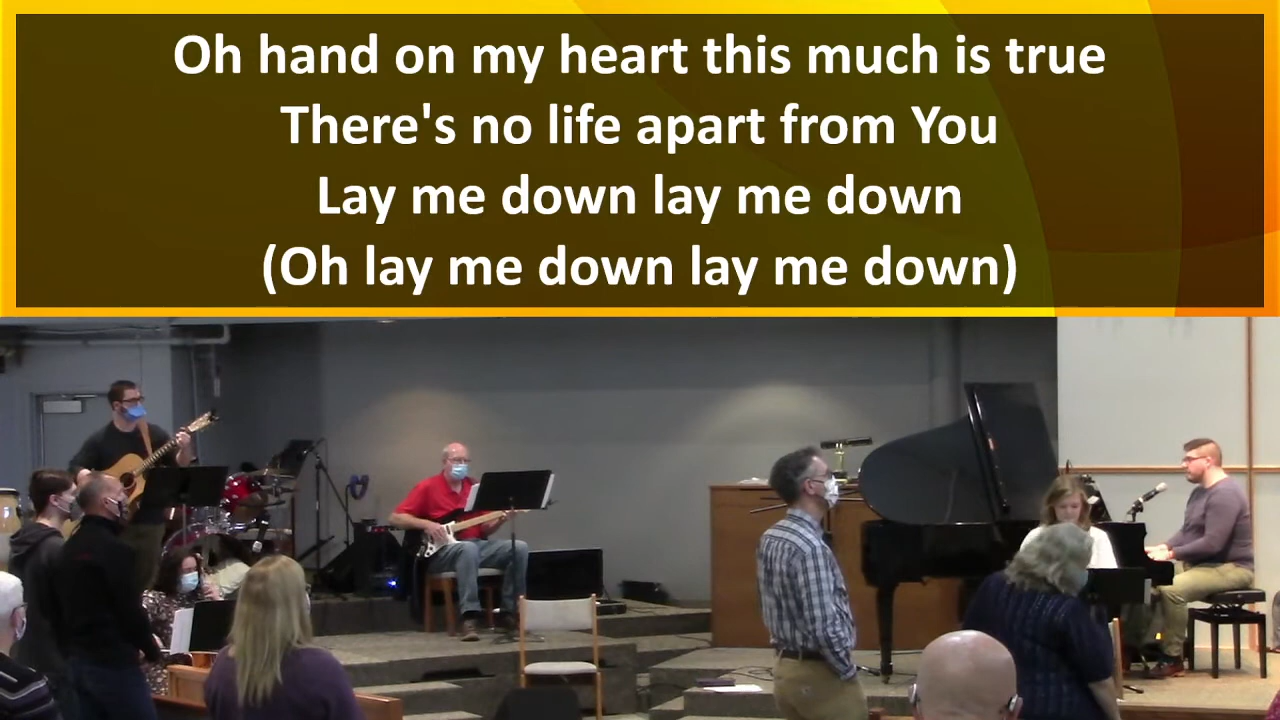 Oh hand on my heart this much is true
There's no life apart from You
Lay me down lay me down
(Oh lay me down lay me down)